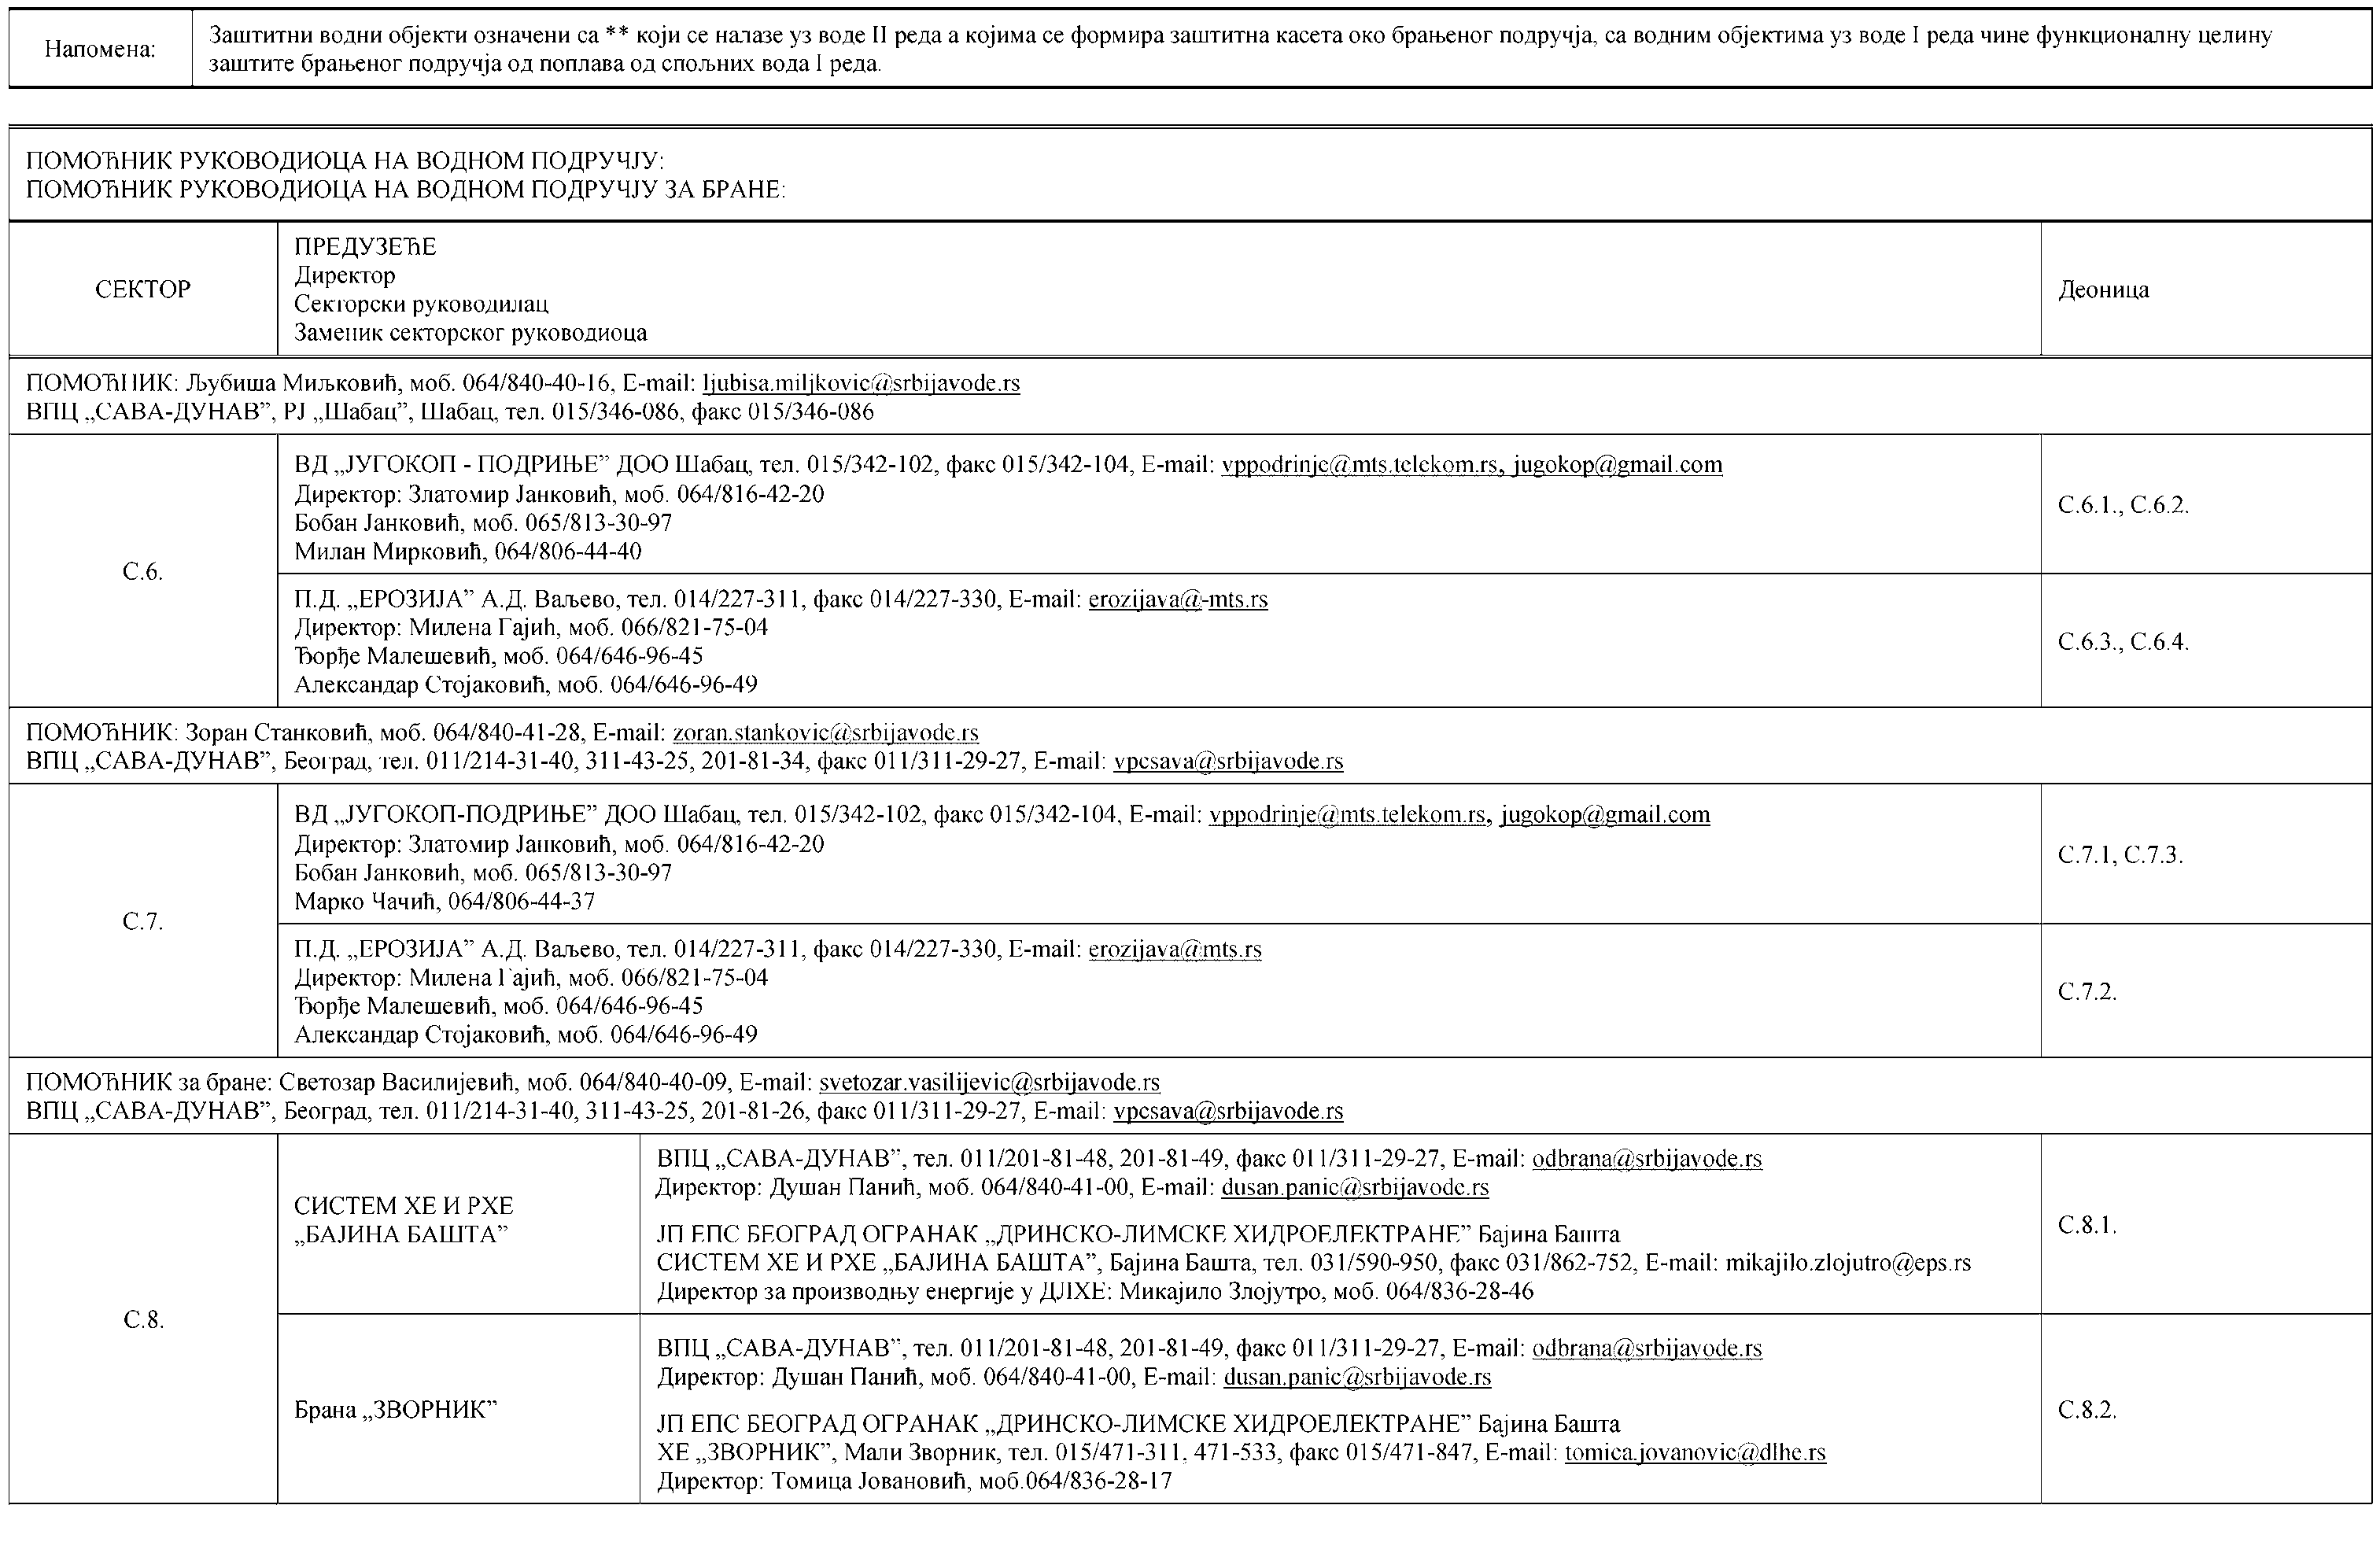 Напомена:
Заштитни водни објекти означени са ** који се налазе уз воде II реда а којима се формира заштитна касета око брањеног подручја, са водним објектима уз воде I реда чине функционалну целину
заштите брањеног подручја од поплава од спољних вода I реда.
ПОМОЋНИК РУКОВОДИОЦА НА ВОДНОМ ПОДРУЧЈУ:
ПОМОЋНИК РУКОВОДИОЦА НА ВОДНОМ ПОДРУЧЈУ ЗА БРАНЕ:
СЕКТОР
ПРЕДУЗЕЋЕ
Директор
Секторски руководилац
Заменик секторског руководиоца
Деоница
ПОМОЋНИК: Љубиша Миљковић, моб. 064/840-40-16, E-mail: ljubisa.miljkovic@srbijavode.rs
ВПЦ „САВА-ДУНАВ”, РЈ „Шабац”, Шабац, тел. 015/346-086, факс 015/346-086
С.6.
ВД „ЈУГОКОП - ПОДРИЊЕ” ДОО Шабац, тел. 015/342-102, факс 015/342-104, E-mail: vppodrinje@mts.telekom.rs, jugokop@gmail.com
Директор: Златомир Јанковић, моб. 064/816-42-20
Бобан Јанковић, моб. 065/813-30-97
Милан Мирковић, 064/806-44-40
С.6.1., С.6.2.
П.Д. „ЕРОЗИЈА” А.Д. Ваљево, тел. 014/227-311, факс 014/227-330, E-mail: erozijava@-mts.rs
Директор: Милена Гајић, моб. 066/821-75-04
Ђорђе Малешевић, моб. 064/646-96-45
Александар Стојаковић, моб. 064/646-96-49
С.6.3., С.6.4.
ПОМОЋНИК: Зоран Станковић, моб. 064/840-41-28, E-mail: zoran.stankovic@srbijavode.rs
ВПЦ „САВА-ДУНАВ”, Београд, тел. 011/214-31-40, 311-43-25, 201-81-34, факс 011/311-29-27, E-mail: vpcsava@srbijavode.rs
С.7.
ВД „ЈУГОКОП-ПОДРИЊЕ” ДОО Шабац, тел. 015/342-102, факс 015/342-104, E-mail: vppodrinje@mts.telekom.rs, jugokop@gmail.com
Директор: Златомир Јанковић, моб. 064/816-42-20
Бобан Јанковић, моб. 065/813-30-97
Марко Чачић, 064/806-44-37
С.7.1, С.7.3.
П.Д. „ЕРОЗИЈА” А.Д. Ваљево, тел. 014/227-311, факс 014/227-330, E-mail: erozijava@mts.rs
Директор: Милена Гајић, моб. 066/821-75-04
Ђорђе Малешевић, моб. 064/646-96-45
Александар Стојаковић, моб. 064/646-96-49
С.7.2.
ПОМОЋНИК за бране: Светозар Василијевић, моб. 064/840-40-09, E-mail: svetozar.vasilijevic@srbijavode.rs
ВПЦ „САВА-ДУНАВ”, Београд, тел. 011/214-31-40, 311-43-25, 201-81-26, факс 011/311-29-27, E-mail: vpcsava@srbijavode.rs
С.8.
СИСТЕМ ХЕ И РХЕ
„БАЈИНА БАШТА”
ВПЦ „САВА-ДУНАВ”, тел. 011/201-81-48, 201-81-49, факс 011/311-29-27, E-mail: odbrana@srbijavode.rs
Директор: Душан Панић, моб. 064/840-41-00, E-mail: dusan.panic@srbijavode.rs
ЈП ЕПС БЕОГРАД ОГРАНАК „ДРИНСКО-ЛИМСКЕ ХИДРОЕЛЕКТРАНЕ” Бајина Башта
СИСТЕМ ХЕ И РХЕ „БАЈИНА БАШТА”, Бајина Башта, тел. 031/590-950, факс 031/862-752, E-mail: mikajilo.zlojutro@eps.rs
Директор за производњу енергије у ДЛХЕ: Микајило Злојутро, моб. 064/836-28-46
С.8.1.
Брана „ЗВОРНИК”
ВПЦ „САВА-ДУНАВ”, тел. 011/201-81-48, 201-81-49, факс 011/311-29-27, E-mail: odbrana@srbijavode.rs
Директор: Душан Панић, моб. 064/840-41-00, E-mail: dusan.panic@srbijavode.rs
ЈП ЕПС БЕОГРАД ОГРАНАК „ДРИНСКО-ЛИМСКЕ ХИДРОЕЛЕКТРАНЕ” Бајина Башта
ХЕ „ЗВОРНИК”, Мали Зворник, тел. 015/471-311, 471-533, факс 015/471-847, E-mail: tomica.jovanovic@dlhe.rs
Директор: Томица Јовановић, моб.064/836-28-17
С.8.2.